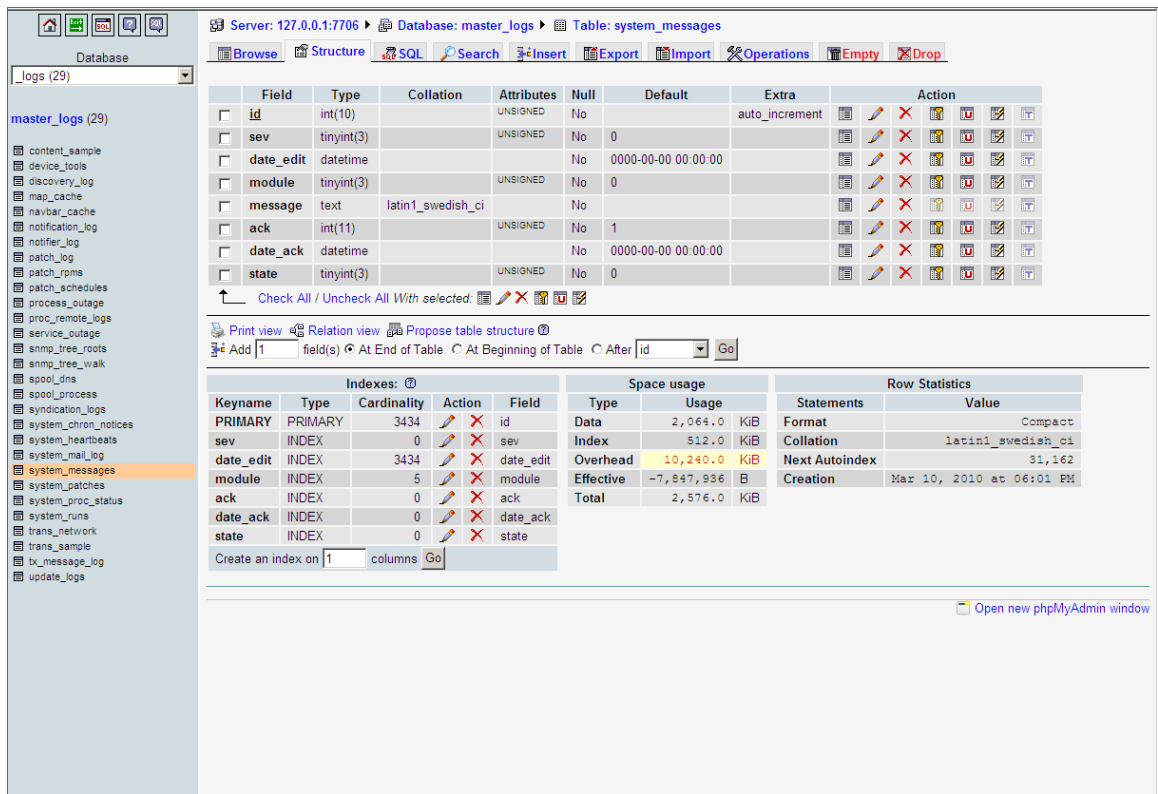 Server: 127.0.0.1:7706 Database: master_logs Table: system_messages
Browse Structure SQL Search Insert Export Import Operations Empty Drop
Database
_logs (29)
master_logs (29)
content_sample
device_tools
discovery_log
map_cache
navbar_cache
notification_log
notifier_log
patch_log
patch_rpms
patch_schedules
process_outage
proc_remote_logs
service_outage
snmp_tree_roots
snmp_tree_walk
spool_dns
spool_process
syndication_logs
system_chron_notices
system_heartbeats
system_mail_log
system_messages
system_patches
system_proc_status
system_runs
trans_network
trans_sample
tx_message_log
update_logs
Field Type Collation Attributes Null Default Extra Action
id int(10) UNSIGNED No auto_increment
sev tinyint(3) UNSIGNED No 0
date_edit datetime No 0000-00-00 00:00:00
module tinyint(3) UNSIGNED No 0
message text latin1_swedish_ci No
ack int(11) UNSIGNED No 1
date_ack datetime No 0000-00-00 00:00:00
state tinyint(3) UNSIGNED No 0
Check All / Uncheck All With selected:
Print view Relation view Propose table structure
Add 1 field(s) At End of Table At Beginning of Table After id Go
Indexes:
Keyname Type Cardinality Action Field
PRIMARY PRIMARY 3434 id
sev INDEX 0 sev
date_edit INDEX 3434 date_edit
module INDEX 5 module
ack INDEX 0 ack
date_ack INDEX 0 date_ack
state INDEX 0 state
Create an index on 1 columns Go
Space usage
Type Usage
Data 2,064.0 KiB
Index 512.0 KiB
Overhead 10,240.0 KiB
Effective -7,847,936 B
Total 2,576.0 KiB
Row Statistics
Statements Value
Format Compact
Collation latin1_swedish_ci
Next Autoindex 31,162
Creation Mar 10, 2010 at 06:01 PM
Open new phpMyAdmin window